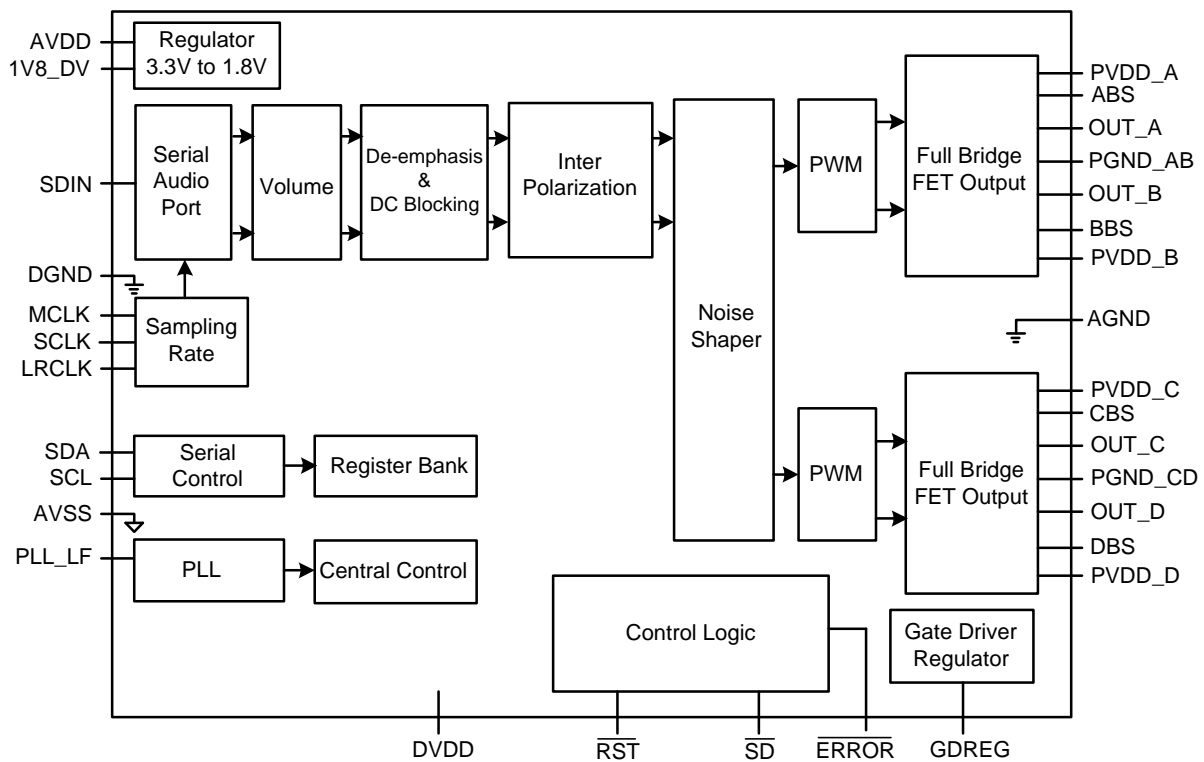 AVDD
1V8_DV
Regulator
3.3V to 1.8V
SDIN
Serial
Audio
Port
Volume
De-emphasis
&
DC Blocking
Inter
Polarization
Noise
Shaper
PWM
Full Bridge
FET Output
PVDD_A
ABS
OUT_A
PGND_AB
OUT_B
BBS
PVDD_B
DGND
MCLK
SCLK
LRCLK
Sampling
Rate
AGND
SDA
SCL
Serial
Control
Register Bank
PWM
Full Bridge
FET Output
PVDD_C
CBS
OUT_C
PGND_CD
OUT_D
DBS
PVDD_D
AVSS
PLL_LF
PLL
Central Control
Control Logic
Gate Driver
Regulator
DVDD
RST
SD
ERROR
GDREG